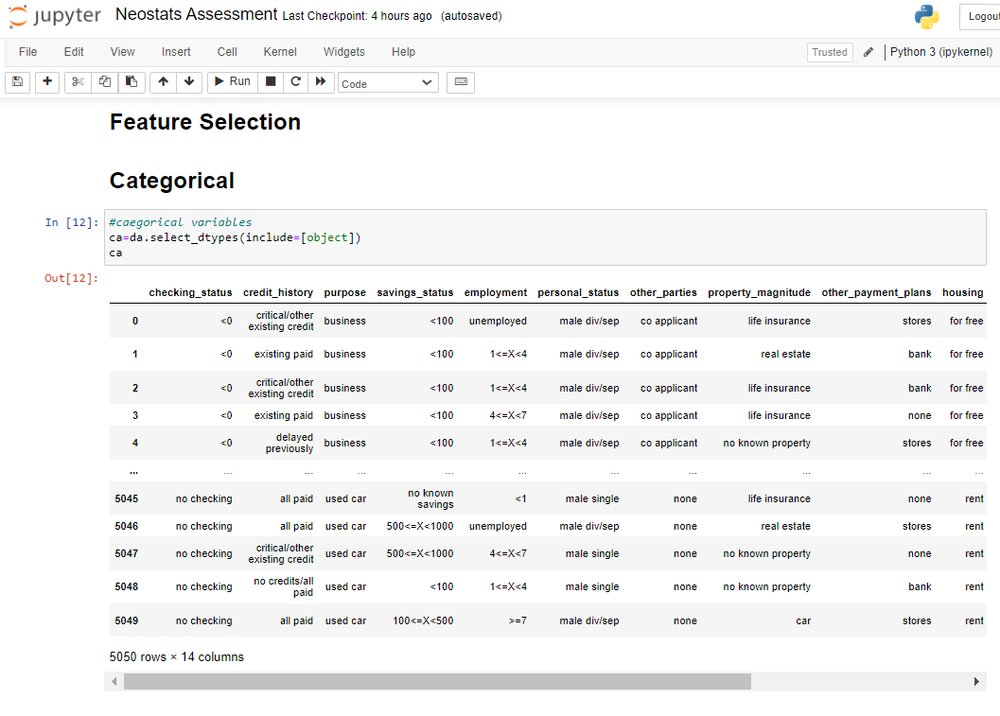 jupyter Neostats Assessment Last Checkpoint: 4 hours ago (autosaved) Logout
File Edit View Insert Cell Kernel Widgets Help Trusted Python 3 (ipykernel)
Run Code
Feature Selection
Categorical
In [12]: #caegorical variables
ca=da.select_dtypes(include=[object])
ca
Out[12]:
checking_status credit_history purpose savings_status employment personal_status other_parties property_magnitude other_payment_plans housing
0 <0 critical/other existing credit business <100 unemployed male div/sep co applicant life insurance stores for free
1 <0 existing paid business <100 1<=X<4 male div/sep co applicant real estate bank for free
2 <0 critical/other existing credit business <100 1<=X<4 male div/sep co applicant life insurance bank for free
3 <0 existing paid business <100 4<=X<7 male div/sep co applicant life insurance none for free
4 <0 delayed previously business <100 1<=X<4 male div/sep co applicant no known property stores for free
... ... ... ... ... ... ... ... ... ... ...
5045 no checking all paid used car no known savings <1 male single none life insurance none rent
5046 no checking all paid used car 500<=X<1000 unemployed male div/sep none real estate stores rent
5047 no checking critical/other existing credit used car 500<=X<1000 4<=X<7 male single none no known property none rent
5048 no checking no credits/all paid used car <100 1<=X<4 male single none no known property bank rent
5049 no checking all paid used car 100<=X<500 >=7 male div/sep none car stores rent
5050 rows × 14 columns